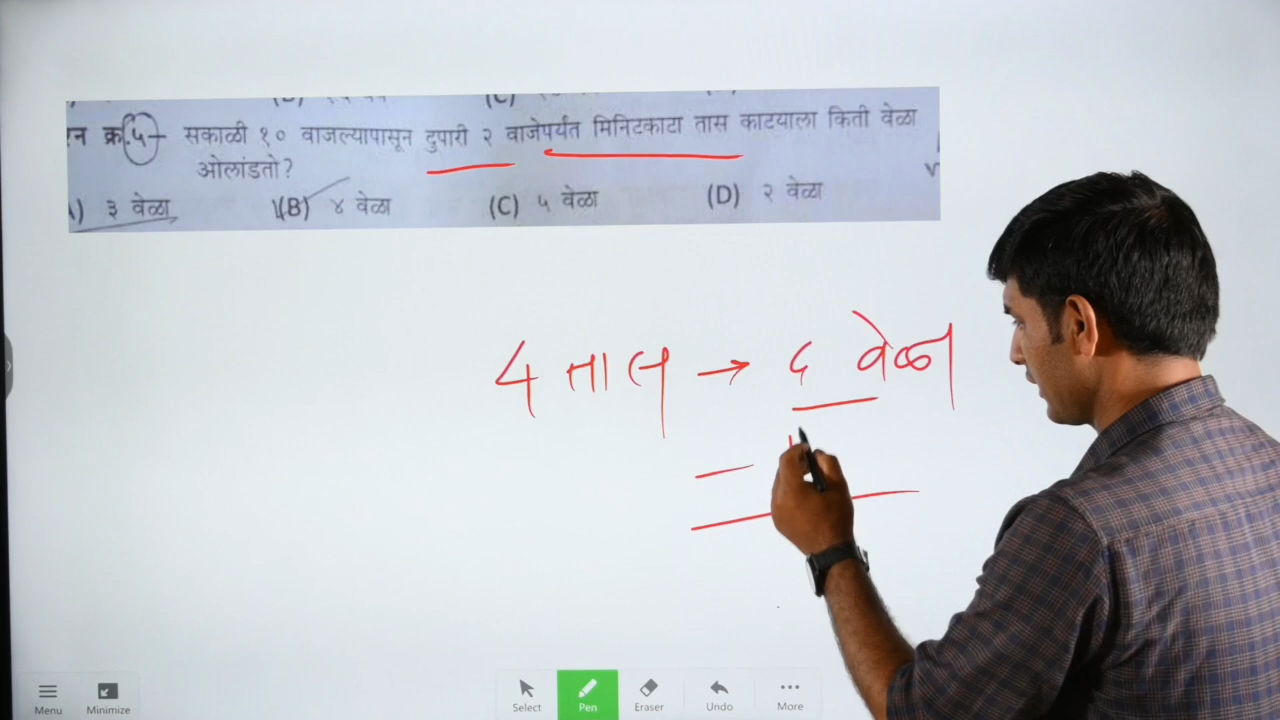 न क्र.५– सकाळी १० वाजल्यापासून दुपारी २ वाजेपर्यंत मिनिटकाटा तास काटयाला किती वेळा
ओलांडतो?
) ३ वेळा (B) ४ वेळा (C) ५ वेळा (D) २ वेळा
4 तास → ६ वेळा
Menu Minimize Select Pen Eraser Undo More